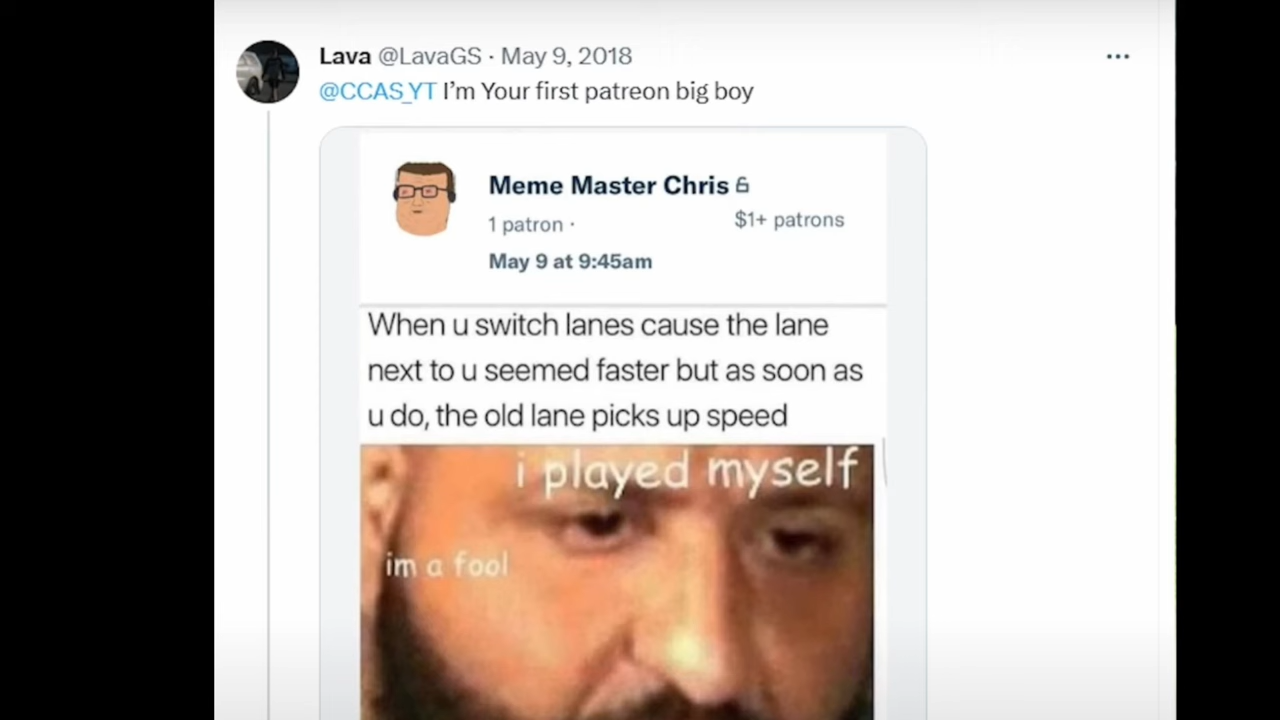 Lava @LavaGS · May 9, 2018
@CCAS_YT I'm Your first patreon big boy
Meme Master Chris
1 patron ·
$1+ patrons
May 9 at 9:45am
When u switch lanes cause the lane
next to u seemed faster but as soon as
u do, the old lane picks up speed
i played myself
im a fool